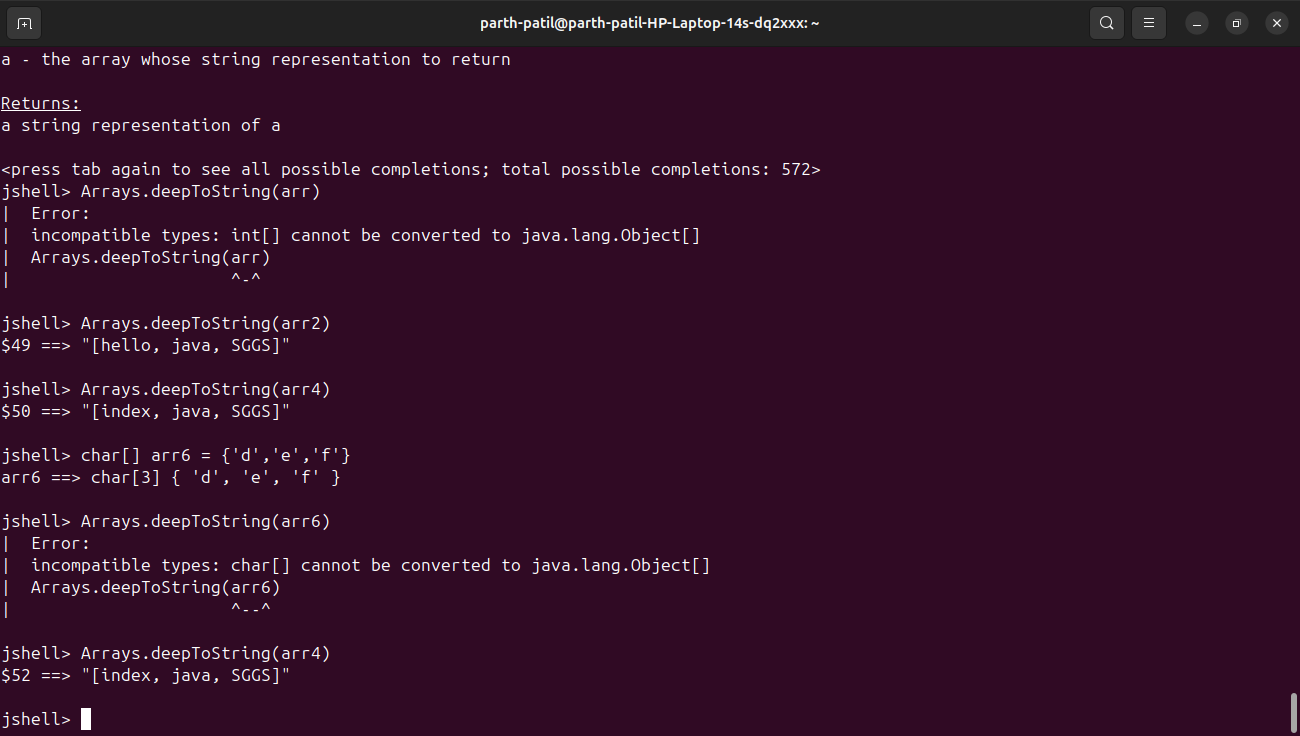 parth-patil@parth-patil-HP-Laptop-14s-dq2xxx: ~
a - the array whose string representation to return
Returns:
a string representation of a
<press tab again to see all possible completions; total possible completions: 572>
jshell> Arrays.deepToString(arr)
|  Error:
|  incompatible types: int[] cannot be converted to java.lang.Object[]
|  Arrays.deepToString(arr)
|                      ^-^
jshell> Arrays.deepToString(arr2)
$49 ==> "[hello, java, SGGS]"
jshell> Arrays.deepToString(arr4)
$50 ==> "[index, java, SGGS]"
jshell> char[] arr6 = {'d','e','f'}
arr6 ==> char[3] { 'd', 'e', 'f' }
jshell> Arrays.deepToString(arr6)
|  Error:
|  incompatible types: char[] cannot be converted to java.lang.Object[]
|  Arrays.deepToString(arr6)
|                      ^--^
jshell> Arrays.deepToString(arr4)
$52 ==> "[index, java, SGGS]"
jshell>